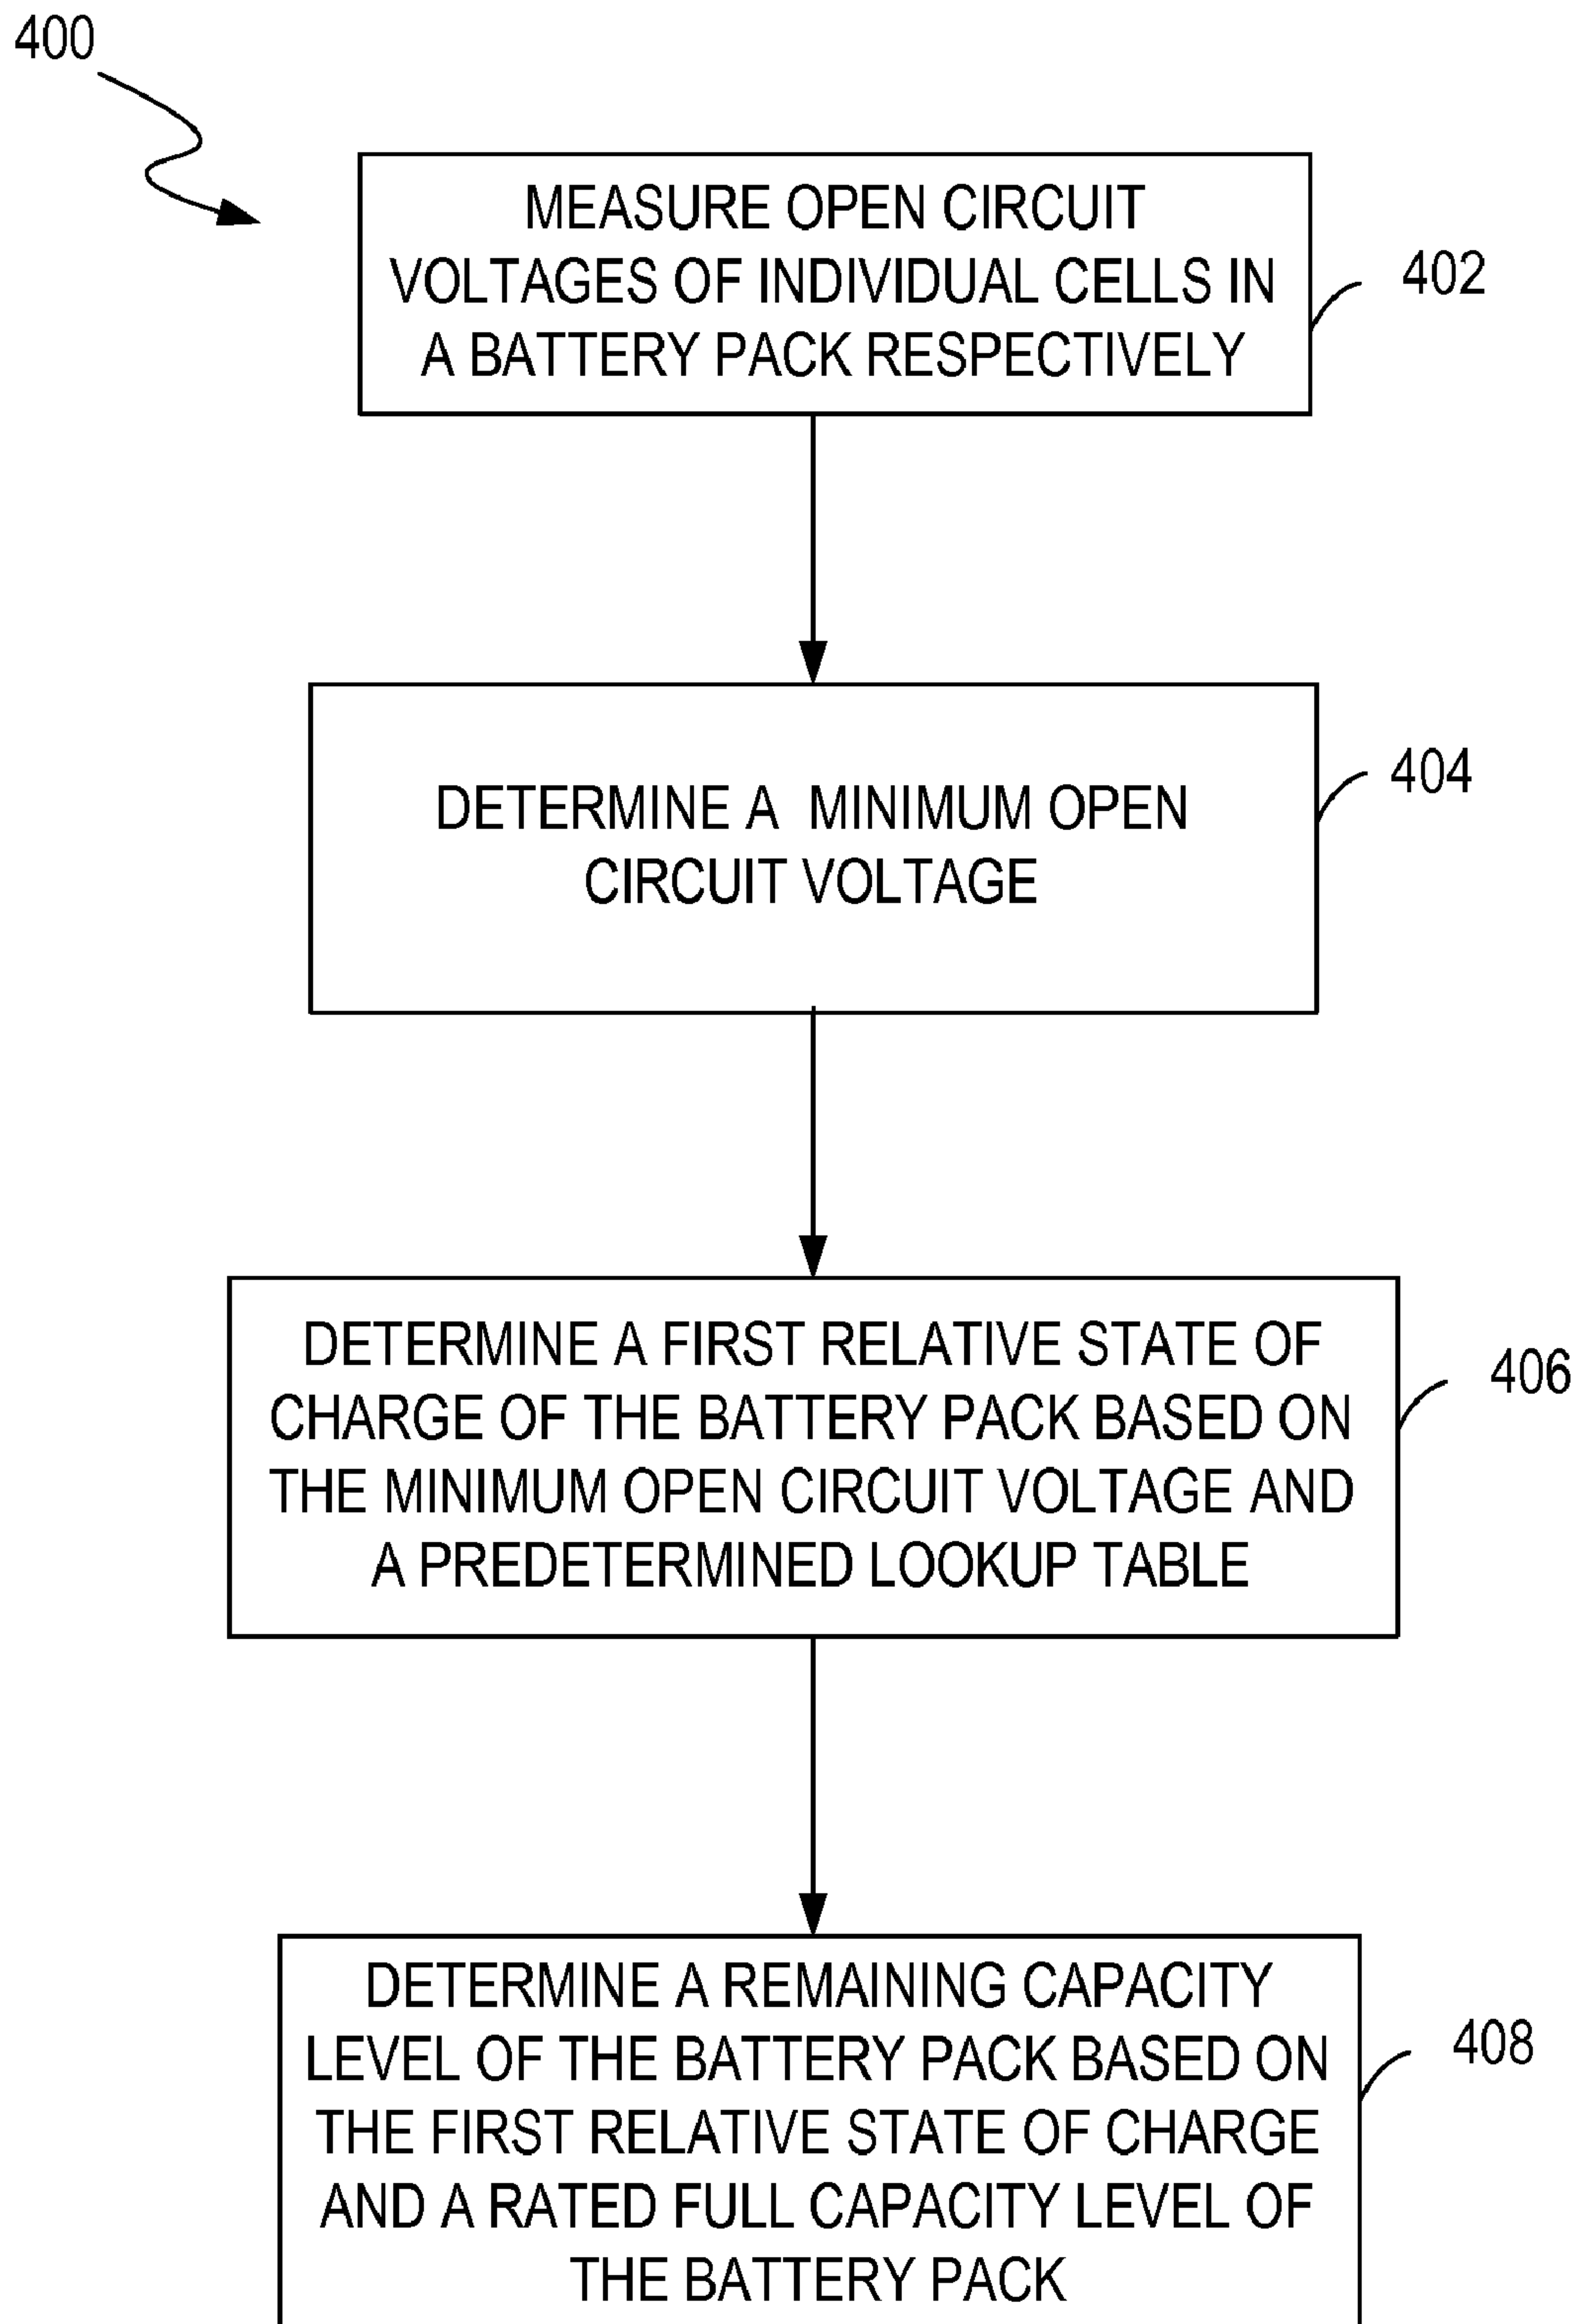 400
MEASURE OPEN CIRCUIT
VOLTAGES OF INDIVIDUAL CELLS IN
A BATTERY PACK RESPECTIVELY
402
DETERMINE A MINIMUM OPEN
CIRCUIT VOLTAGE
404
DETERMINE A FIRST RELATIVE STATE OF
CHARGE OF THE BATTERY PACK BASED ON
THE MINIMUM OPEN CIRCUIT VOLTAGE AND
A PREDETERMINED LOOKUP TABLE
406
DETERMINE A REMAINING CAPACITY
LEVEL OF THE BATTERY PACK BASED ON
THE FIRST RELATIVE STATE OF CHARGE
AND A RATED FULL CAPACITY LEVEL OF
THE BATTERY PACK
408